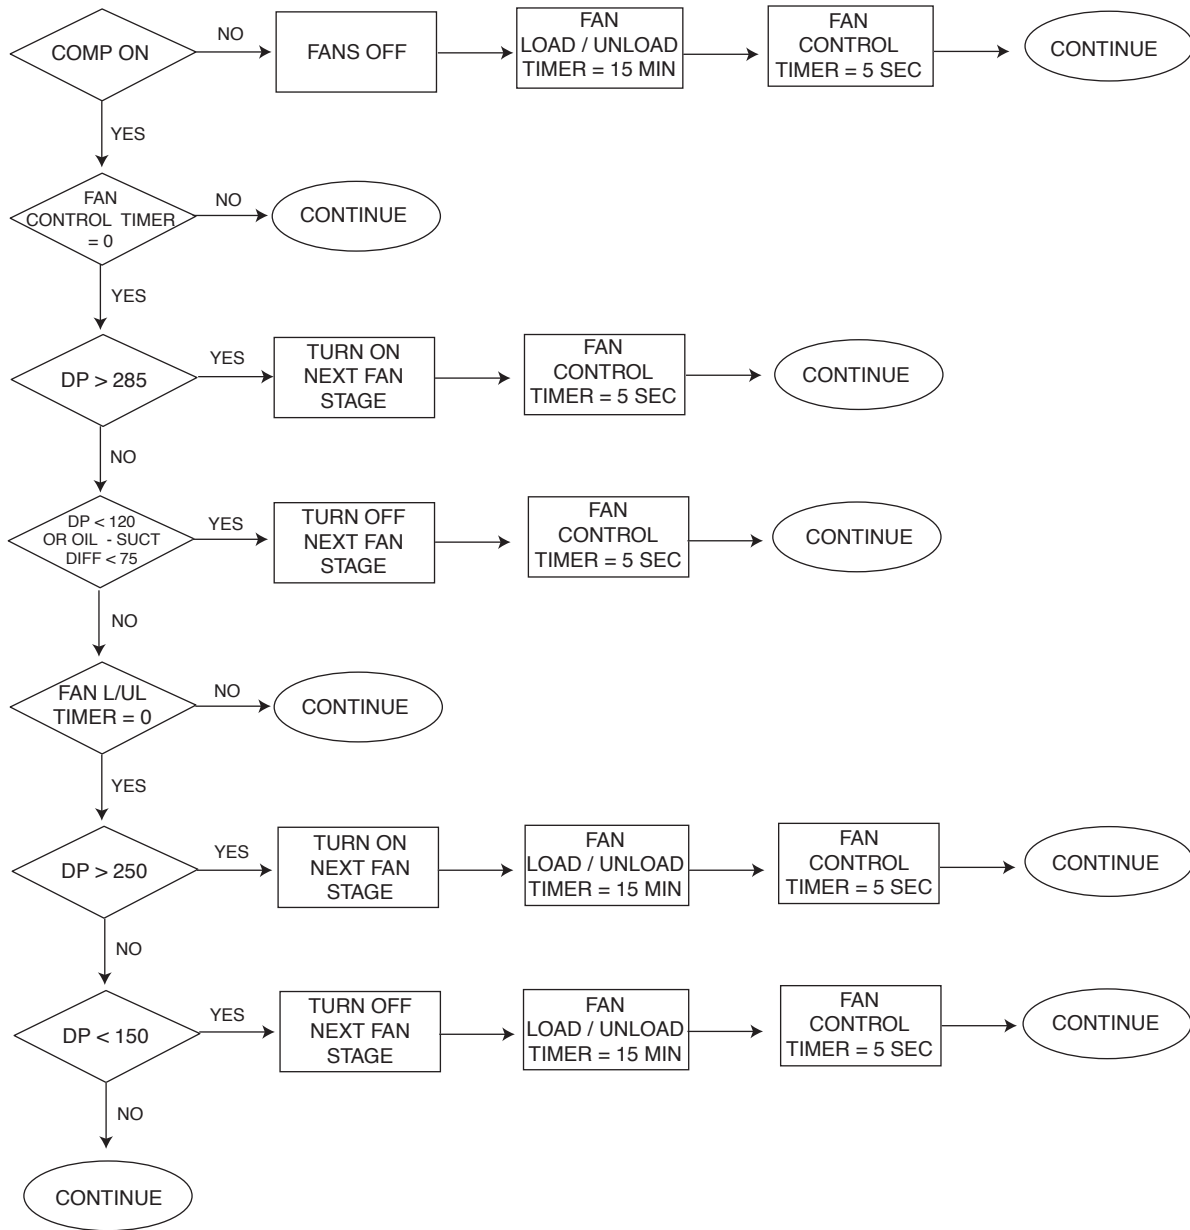 COMP ON
NO
FANS OFF
FAN
LOAD / UNLOAD
TIMER = 15 MIN
FAN
CONTROL
TIMER = 5 SEC
CONTINUE
YES
FAN
CONTROL TIMER
= 0
NO
CONTINUE
YES
DP > 285
YES
TURN ON
NEXT FAN
STAGE
FAN
CONTROL
TIMER = 5 SEC
CONTINUE
NO
DP < 120
OR OIL - SUCT
DIFF < 75
YES
TURN OFF
NEXT FAN
STAGE
FAN
CONTROL
TIMER = 5 SEC
CONTINUE
NO
FAN L/UL
TIMER = 0
NO
CONTINUE
YES
DP > 250
YES
TURN ON
NEXT FAN
STAGE
FAN
LOAD / UNLOAD
TIMER = 15 MIN
FAN
CONTROL
TIMER = 5 SEC
CONTINUE
NO
DP < 150
YES
TURN OFF
NEXT FAN
STAGE
FAN
LOAD / UNLOAD
TIMER = 15 MIN
FAN
CONTROL
TIMER = 5 SEC
CONTINUE
NO
CONTINUE